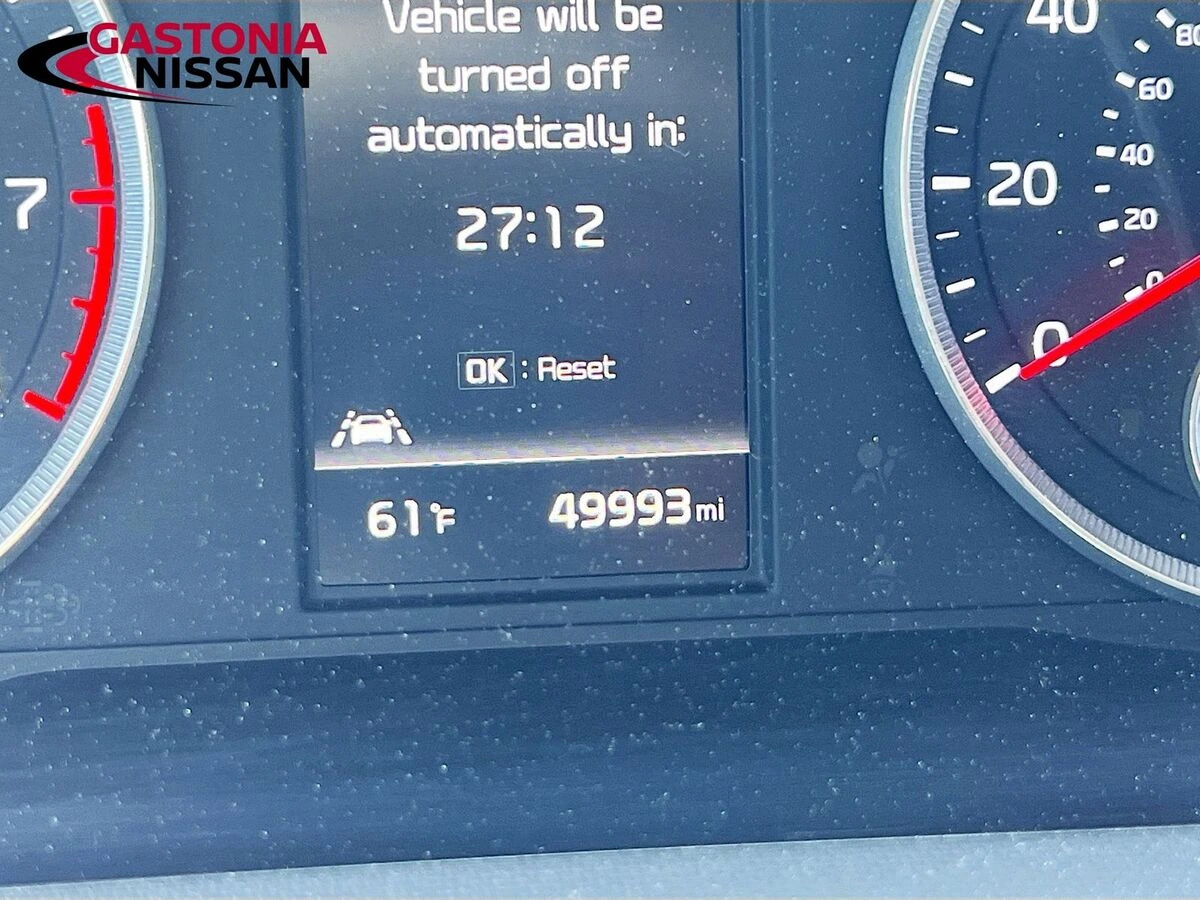 GASTONIA
NISSAN
Vehicle will be
turned off
automatically in:
27:12
OK : Reset
61°F 49993 mi
7
40
20
0
80
60
40
20
0